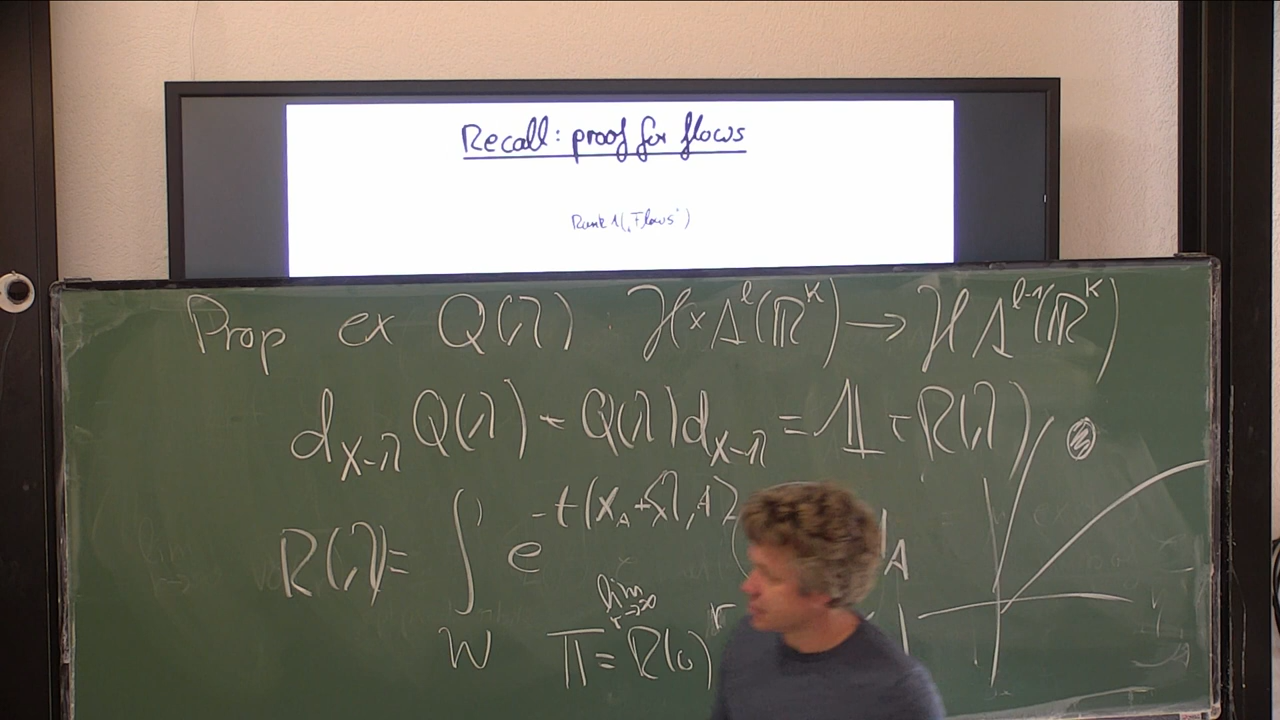 Recall: proof for flows
Rank 1 („Flows")
Prop ex Q(λ) ℋ × Λ^ℓ(ℝ^k) → ℋ Λ^{ℓ-1}(ℝ^k)
d_{X-λ} Q(λ) + Q(λ) d_{X-λ} = 𝟙 + R(λ)
R(λ) = ∫_W e^{-t(X_A + λ(A))}
Π = lim_{r→∞} R(0)^r